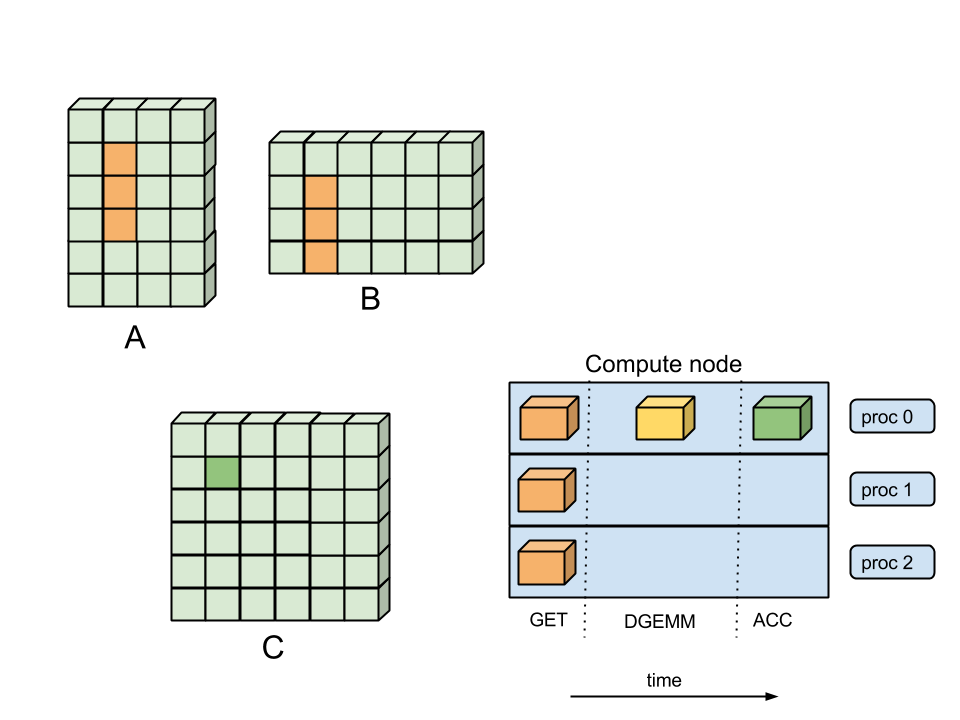 A
B
C
Compute node
proc 0
proc 1
proc 2
GET
DGEMM
ACC
time